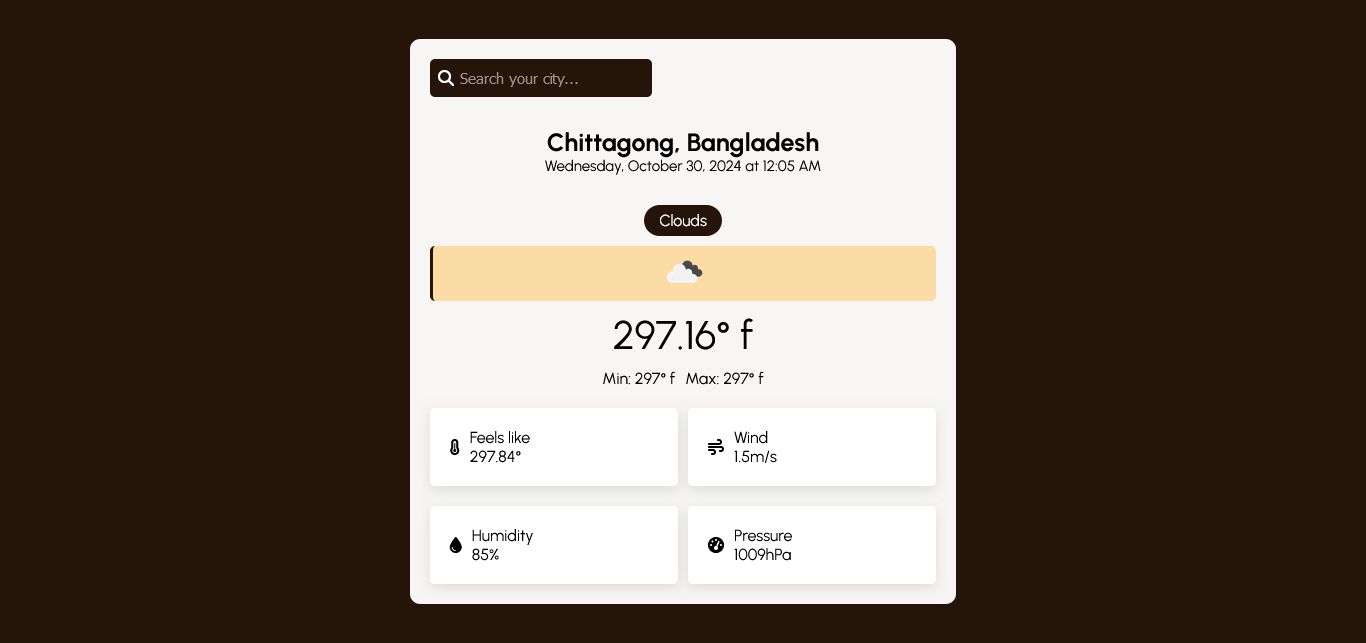 Search your city...
Chittagong, Bangladesh
Wednesday, October 30, 2024 at 12:05 AM
Clouds
297.16° f
Min: 297° f Max: 297° f
Feels like
297.84°
Wind
1.5m/s
Humidity
85%
Pressure
1009hPa